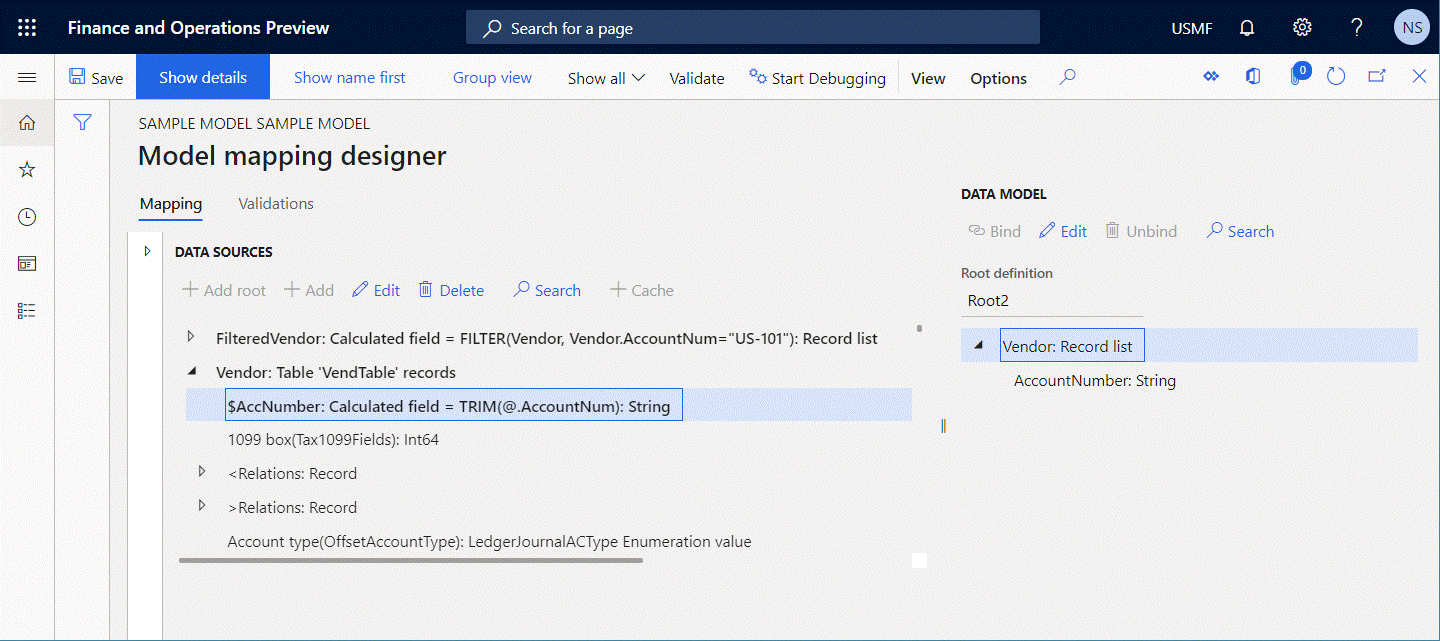 Finance and Operations Preview
Search for a page
USMF
NS
Save
Show details
Show name first
Group view
Show all
Validate
Start Debugging
View
Options
0
SAMPLE MODEL SAMPLE MODEL
Model mapping designer
Mapping
Validations
DATA SOURCES
Add root
Add
Edit
Delete
Search
Cache
FilteredVendor: Calculated field = FILTER(Vendor, Vendor.AccountNum="US-101"): Record list
Vendor: Table 'VendTable' records
$AccNumber: Calculated field = TRIM(@.AccountNum): String
1099 box(Tax1099Fields): Int64
<Relations: Record
>Relations: Record
Account type(OffsetAccountType): LedgerJournalACType Enumeration value
DATA MODEL
Bind
Edit
Unbind
Search
Root definition
Root2
Vendor: Record list
AccountNumber: String